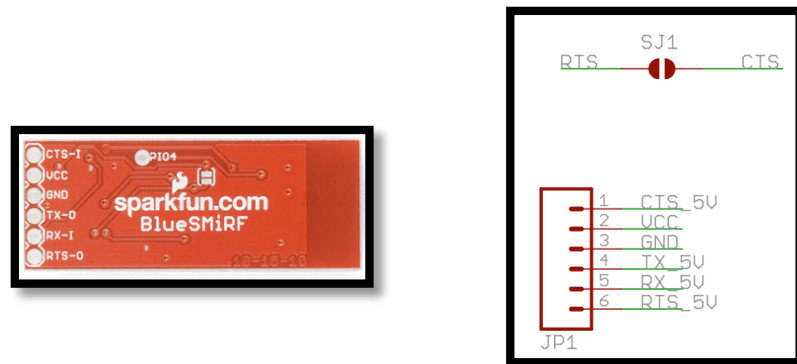 CTS-I
PIO4
VCC
GND
TX-O
RX-I
RTS-O
sparkfun.com
BlueSMiRF
16-15-10
SJ1
RTS CTS
1 CTS_5V
2 VCC
3 GND
4 TX_5V
5 RX_5V
6 RTS_5V
JP1